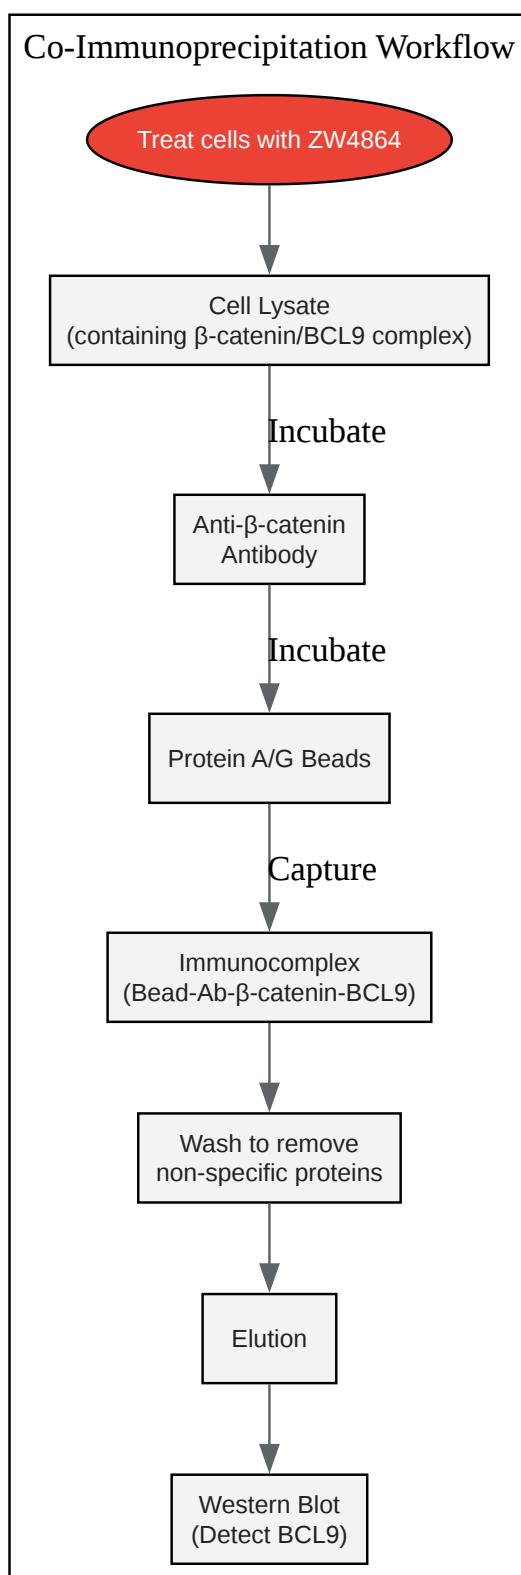 Co-Immunoprecipitation Workflow
Treat cells with ZW4864
Cell Lysate
(containing β-catenin/BCL9 complex)
Incubate
Anti-β-catenin
Antibody
Incubate
Protein A/G Beads
Capture
Immunocomplex
(Bead-Ab-β-catenin-BCL9)
Wash to remove
non-specific proteins
Elution
Western Blot
(Detect BCL9)